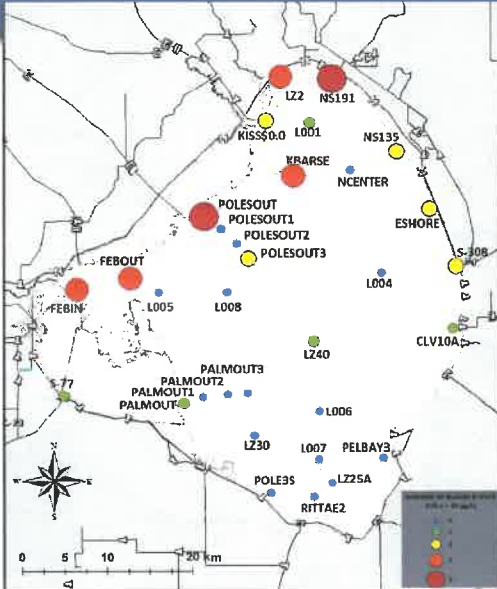 LZ2
NS191
KISSS0.0
L001
NS135
KBARSE
NCENTER
POLESOUT
POLESOUT1
POLESOUT2
ESHORE
POLESOUT3
FEBOUT
S-308
L004
FEBIN
L005
L008
CLV10A
LZ40
PALMOUT3
S-77
PALMOUT2
PALMOUT1
PALMOUT
L006
LZ30
L007
PELBAY3
LZ25A
POLE3S
RITTAE2
N
W
E
S
0 5 10 20 km